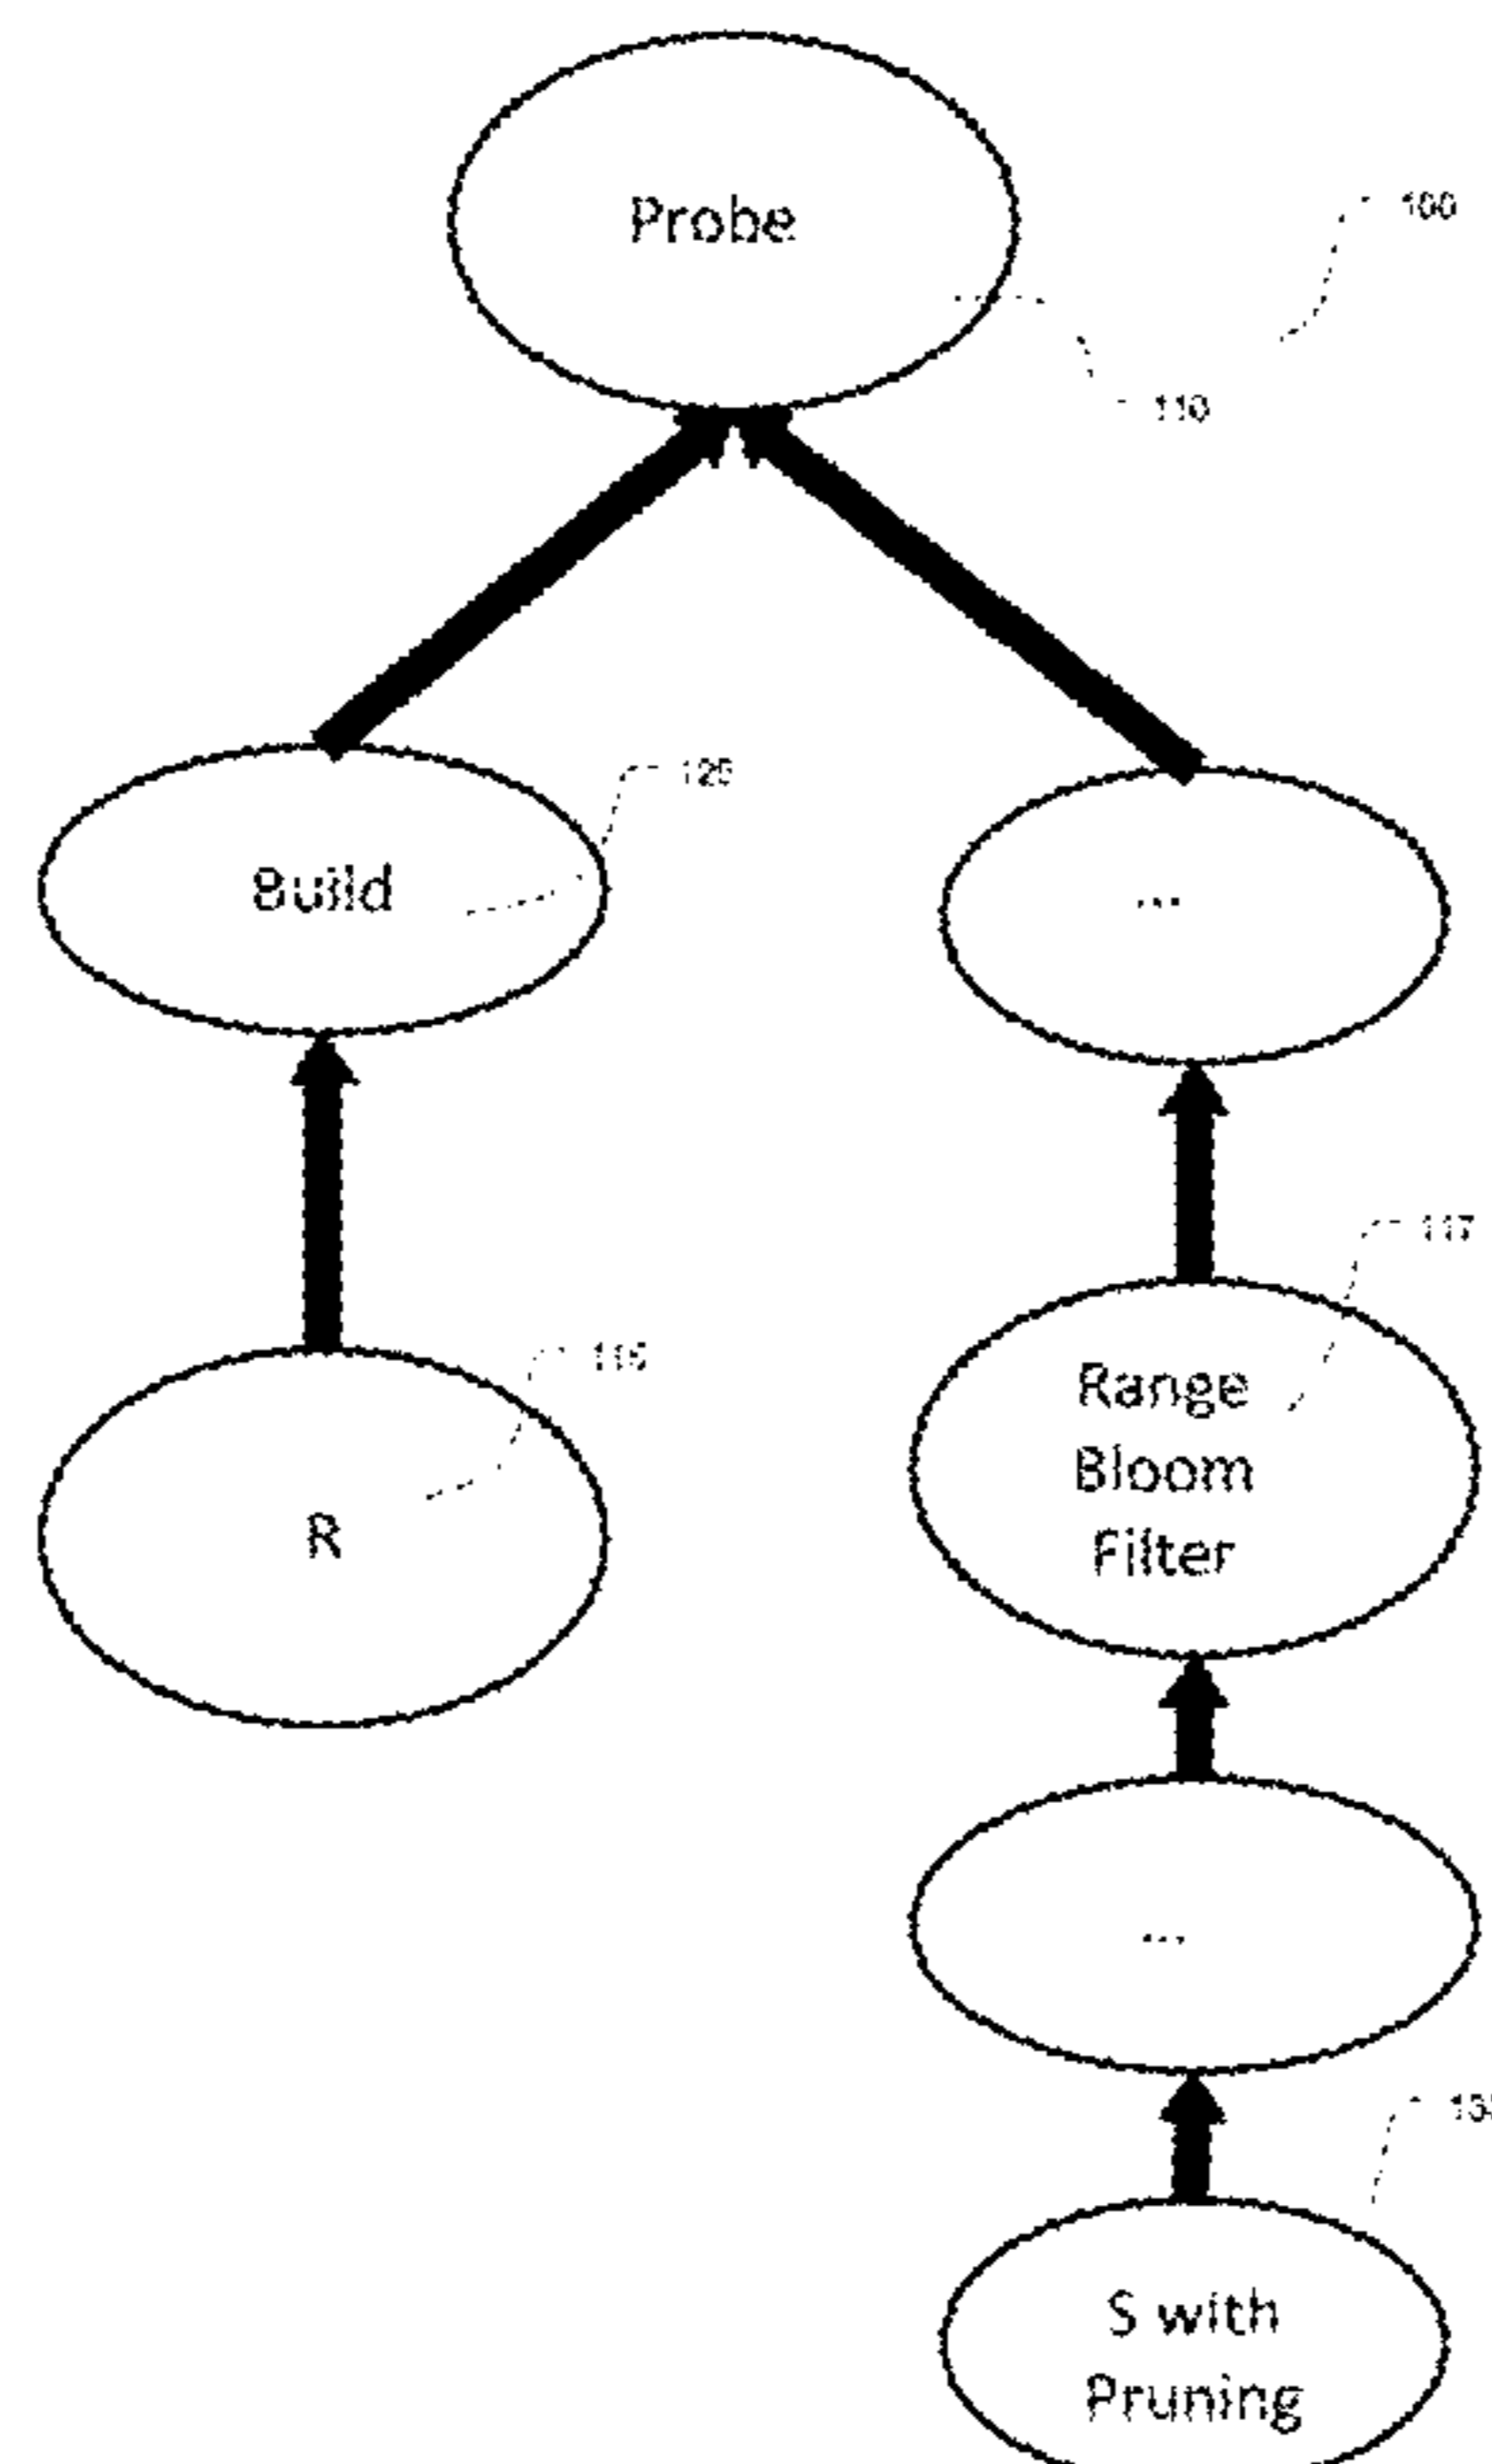 Probe
100
110
125
Build
...
117
115
Range
Bloom
Filter
R
...
S with
Pruning